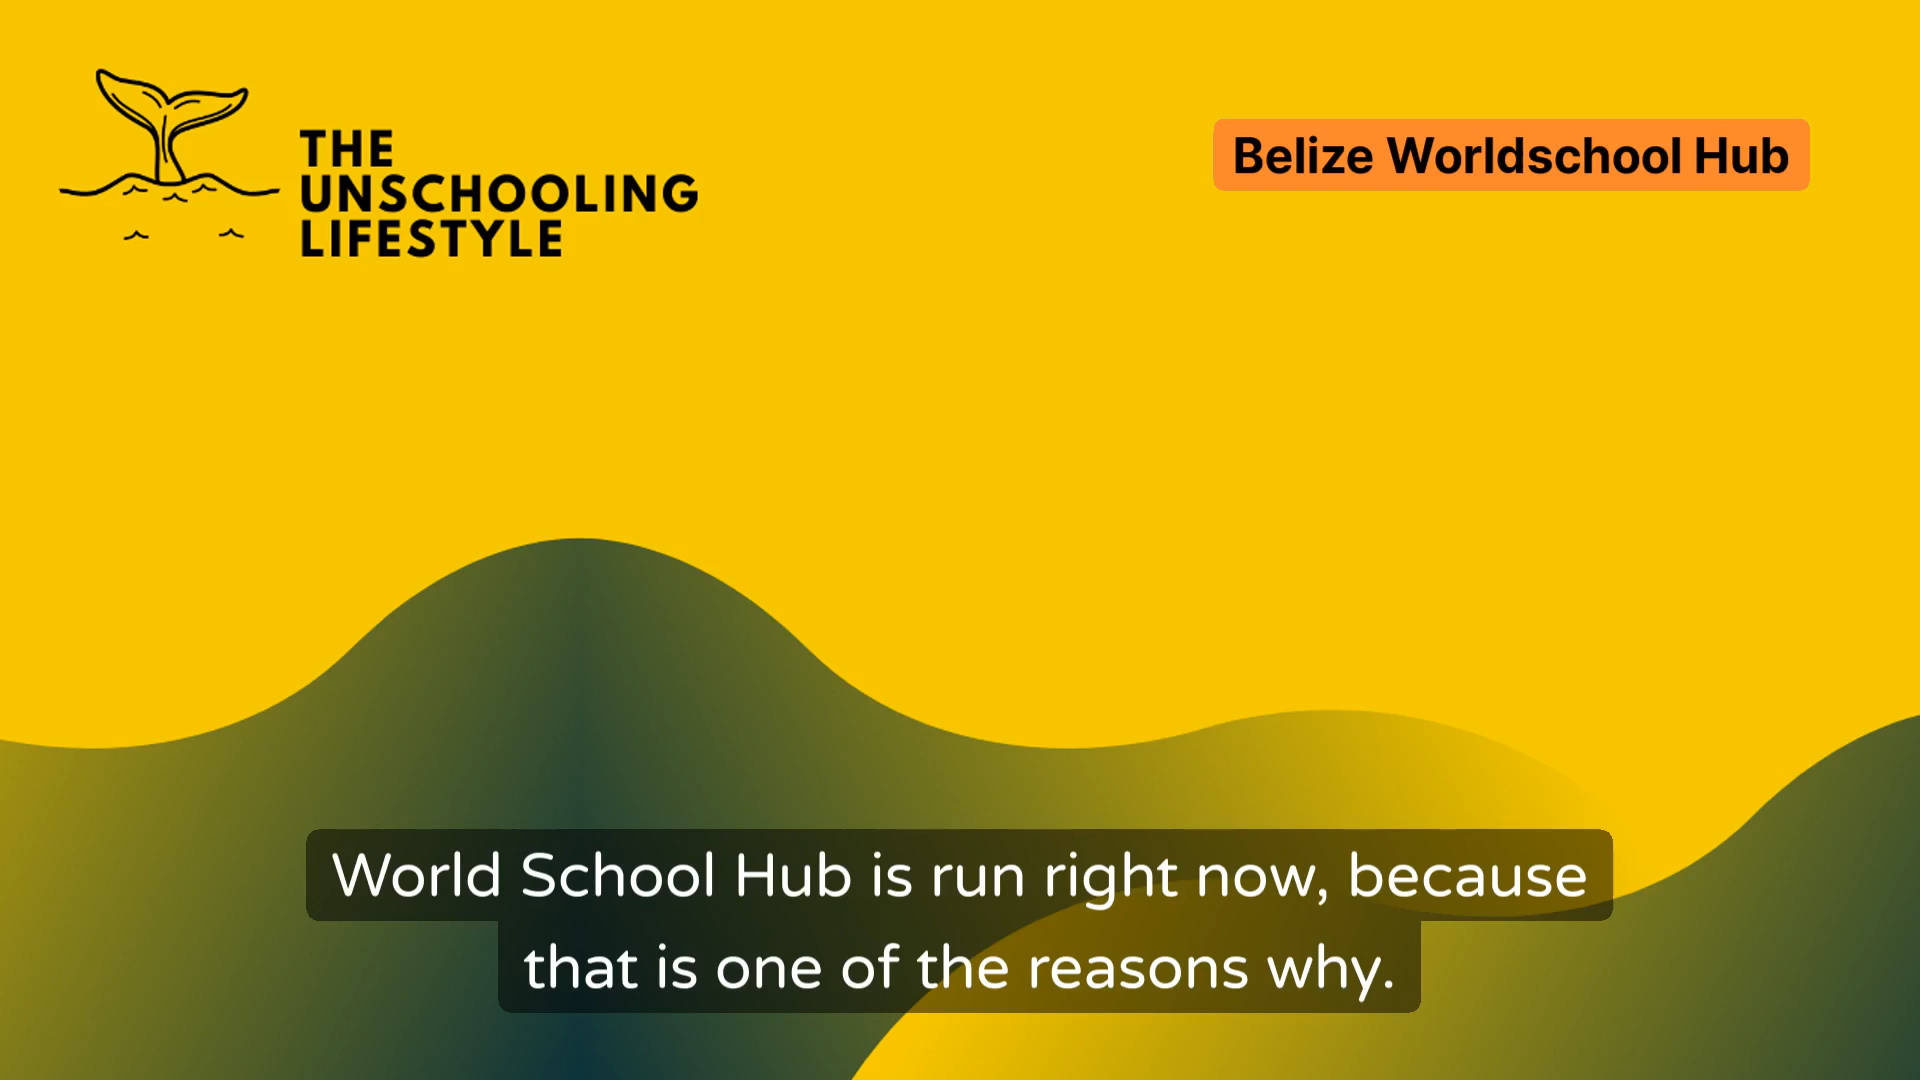 THE
UNSCHOOLING
LIFESTYLE
Belize Worldschool Hub
World School Hub is run right now, because
that is one of the reasons why.